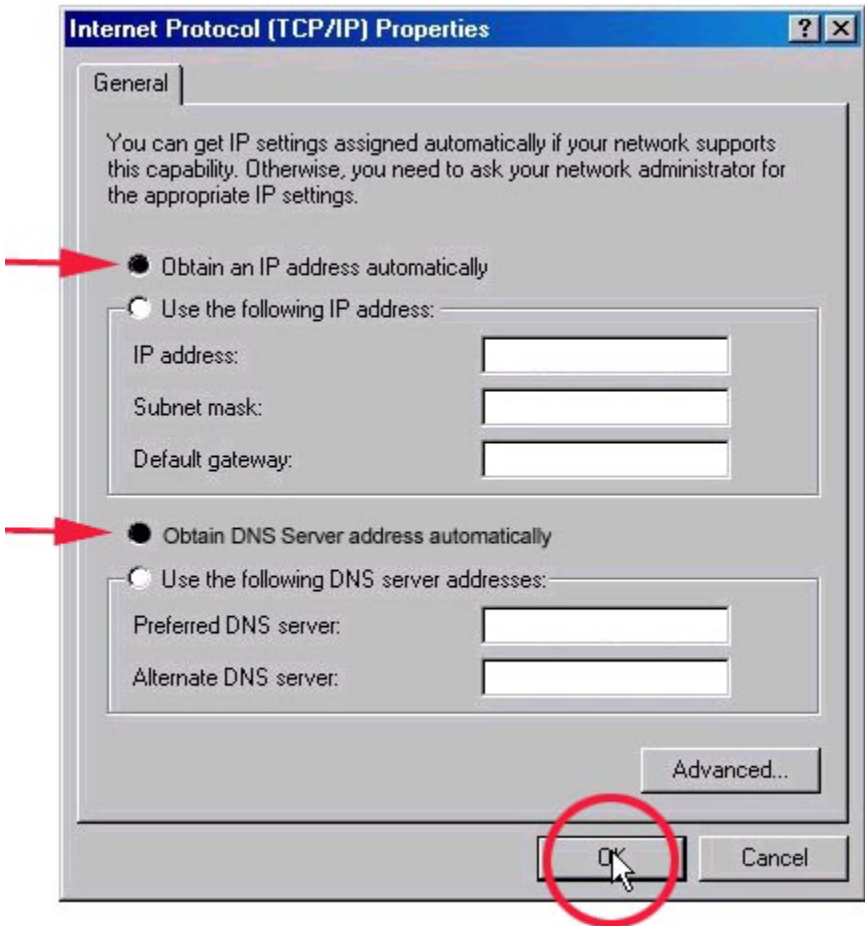 Internet Protocol (TCP/IP) Properties
General
You can get IP settings assigned automatically if your network supports
this capability. Otherwise, you need to ask your network administrator for
the appropriate IP settings.
Obtain an IP address automatically
Use the following IP address:
IP address:
Subnet mask:
Default gateway:
Obtain DNS Server address automatically
Use the following DNS server addresses:
Preferred DNS server:
Alternate DNS server:
Advanced...
OK
Cancel